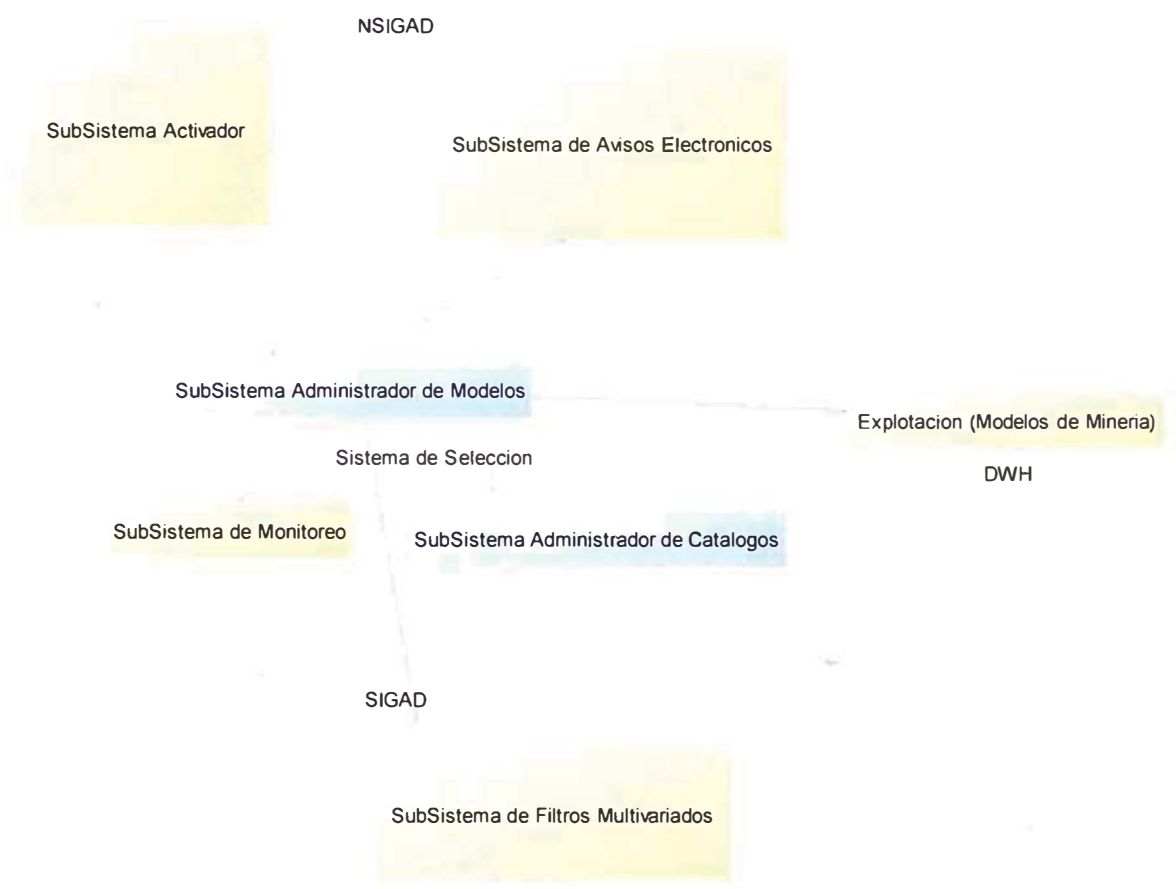 NSIGAD
SubSistema Activador
SubSistema de Avisos Electronicos
SubSistema Administrador de Modelos
Explotacion (Modelos de Mineria)
Sistema de Seleccion
DWH
SubSistema de Monitoreo
SubSistema Administrador de Catalogos
SIGAD
SubSistema de Filtros Multivariados